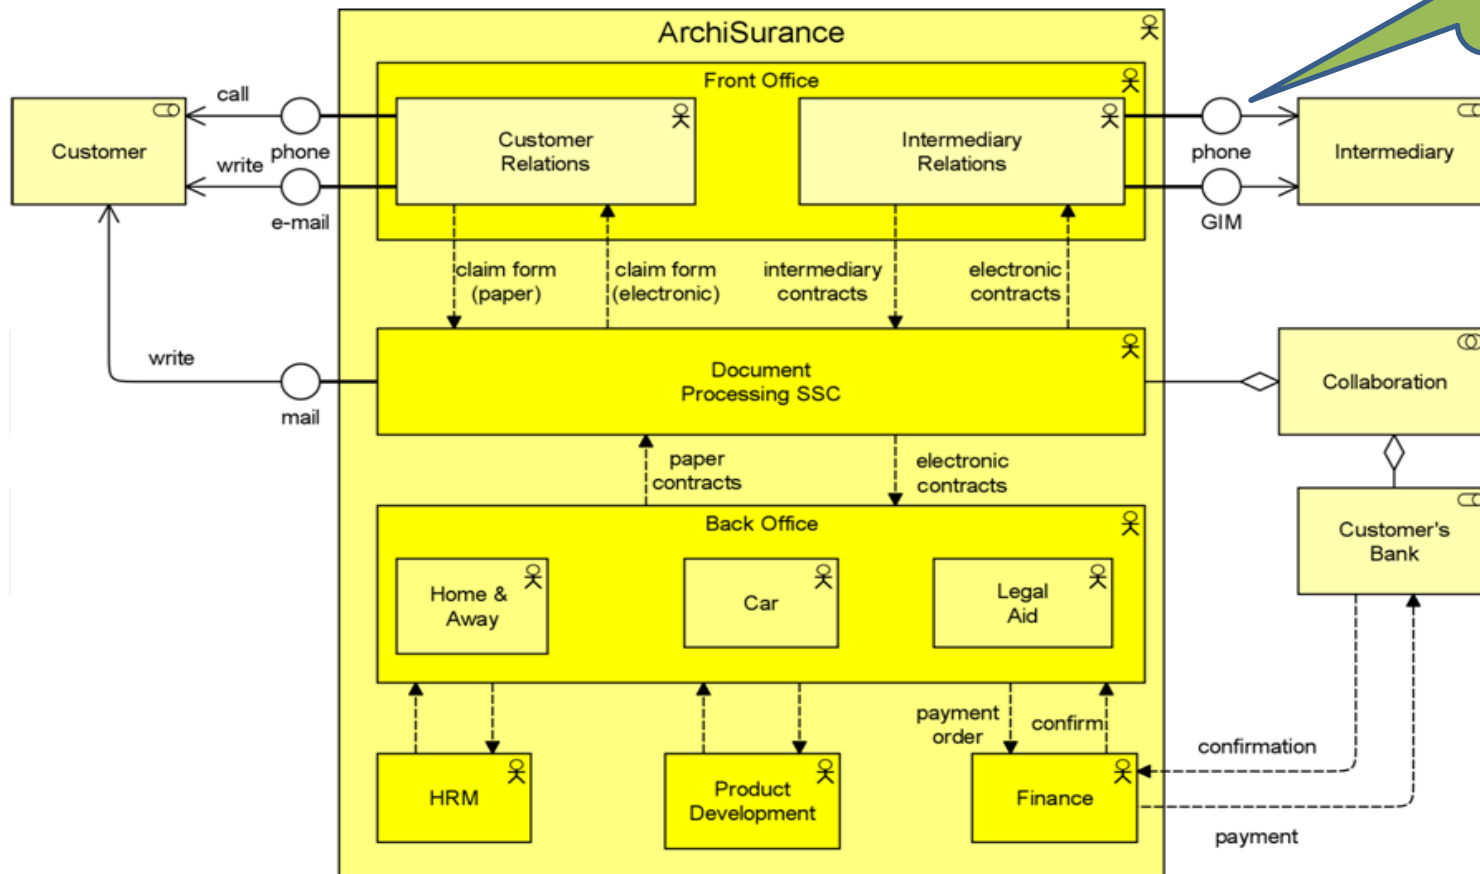 ArchiSurance
Front Office
call
Customer
phone
write
e-mail
Customer
Relations
Intermediary
Relations
phone
GIM
Intermediary
claim form
(paper)
claim form
(electronic)
intermediary
contracts
electronic
contracts
write
mail
Document
Processing SSC
Collaboration
paper
contracts
electronic
contracts
Back Office
Home &
Away
Car
Legal
Aid
Customer's
Bank
payment
order
confirm
confirmation
HRM
Product
Development
Finance
payment